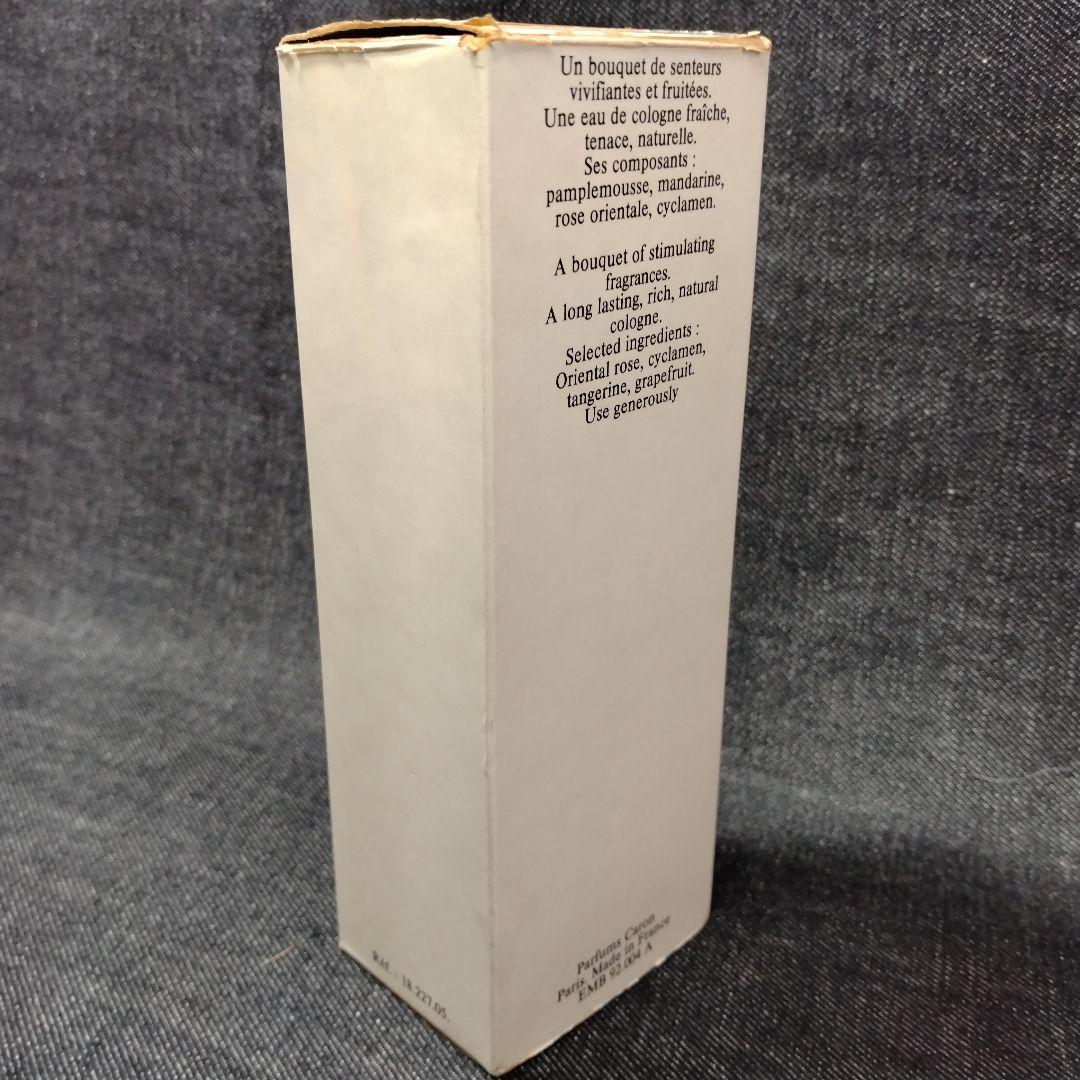 Un bouquet de senteurs
vivifiantes et fruitées.
Une eau de cologne fraîche,
tenace, naturelle.
Ses composants :
pamplemousse, mandarine,
rose orientale, cyclamen.
A bouquet of stimulating
fragrances.
A long lasting, rich, natural
cologne.
Selected ingredients :
Oriental rose, cyclamen,
tangerine, grapefruit.
Use generously
Parfums Caron
Paris. Made in France
EMB 92.004 A
Réf. : 18.227.05.